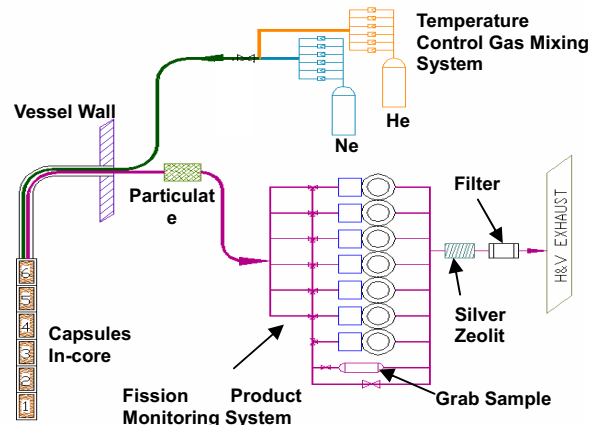 Temperature
Control Gas Mixing
System
Vessel Wall
He
Ne
Particulat
e
Filter
H&V EXHAUST
6
5
4
3
2
1
Capsules
In-core
Silver
Zeolit
Fission Product
Monitoring System
Grab Sample